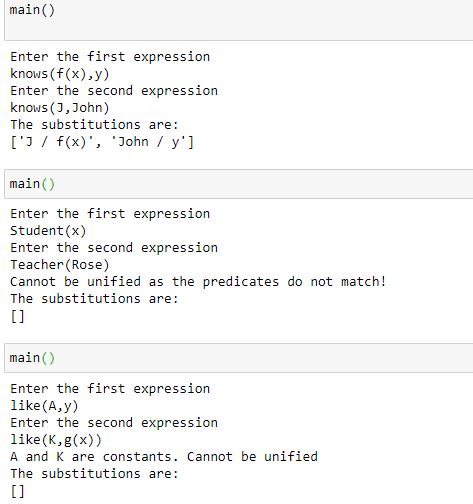 main()
Enter the first expression
knows(f(x),y)
Enter the second expression
knows(J,John)
The substitutions are:
['J / f(x)', 'John / y']
main()
Enter the first expression
Student(x)
Enter the second expression
Teacher(Rose)
Cannot be unified as the predicates do not match!
The substitutions are:
[]
main()
Enter the first expression
like(A,y)
Enter the second expression
like(K,g(x))
A and K are constants. Cannot be unified
The substitutions are:
[]